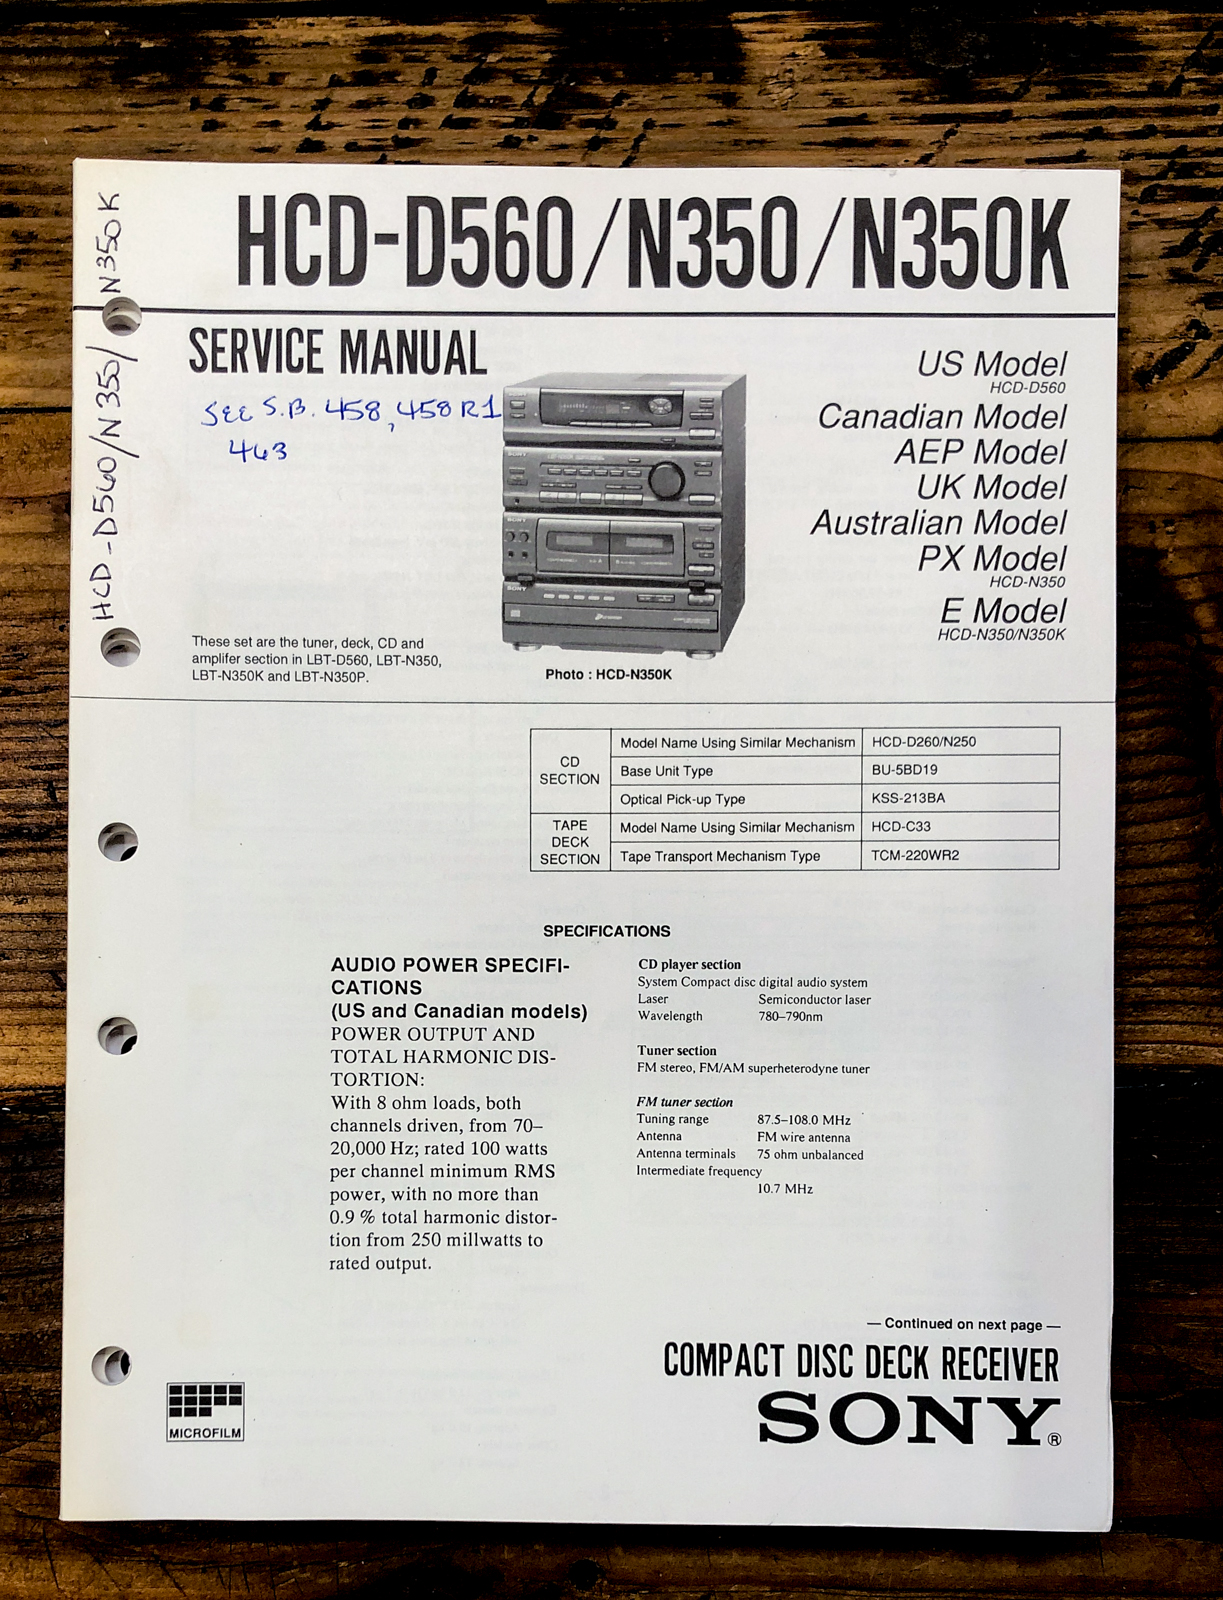 HCD-D560/N350/N350K
HCD-D560/N350/N350K
SERVICE MANUAL
SEE S.B. 458, 458 R1
463
US Model
HCD-D560
Canadian Model
AEP Model
UK Model
Australian Model
PX Model
HCD-N350
E Model
HCD-N350/N350K
SONY
SONY
SONY
These set are the tuner, deck, CD and
amplifer section in LBT-D560, LBT-N350,
LBT-N350K and LBT-N350P.
Photo : HCD-N350K
CD SECTION
Model Name Using Similar Mechanism HCD-D260/N250
Base Unit Type BU-5BD19
Optical Pick-up Type KSS-213BA
TAPE DECK SECTION
Model Name Using Similar Mechanism HCD-C33
Tape Transport Mechanism Type TCM-220WR2
SPECIFICATIONS
AUDIO POWER SPECIFI-
CATIONS
(US and Canadian models)
POWER OUTPUT AND
TOTAL HARMONIC DIS-
TORTION:
With 8 ohm loads, both
channels driven, from 70–
20,000 Hz; rated 100 watts
per channel minimum RMS
power, with no more than
0.9 % total harmonic distor-
tion from 250 millwatts to
rated output.
CD player section
System Compact disc digital audio system
Laser Semiconductor laser
Wavelength 780–790nm
Tuner section
FM stereo, FM/AM superheterodyne tuner
FM tuner section
Tuning range 87.5–108.0 MHz
Antenna FM wire antenna
Antenna terminals 75 ohm unbalanced
Intermediate frequency
10.7 MHz
— Continued on next page —
COMPACT DISC DECK RECEIVER
SONY®
MICROFILM